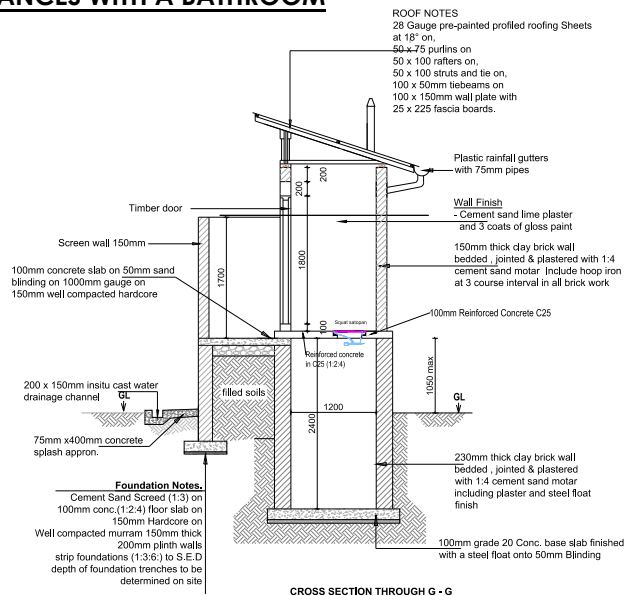 ANCES WITH A BATHROOM
ROOF NOTES
28 Gauge pre-painted profiled roofing Sheets
at 18° on,
50 x 75 purlins on
50 x 100 rafters on,
50 x 100 struts and tie on,
100 x 50mm tiebeams on
100 x 150mm wall plate with
25 x 225 fascia boards.
Plastic rainfall gutters
with 75mm pipes
200
200
Timber door
Wall Finish
- Cement sand lime plaster
and 3 coats of gloss paint
Screen wall 150mm
1700
1800
150mm thick clay brick wall
bedded , jointed & plastered with 1:4
cement sand motar Include hoop iron
at 3 course interval in all brick work
100mm concrete slab on 50mm sand
blinding on 1000mm gauge on
150mm well compacted hardcore
100
Squat satopan
100mm Reinforced Concrete C25
Reinforced concrete
in C25 (1:2:4)
1050 max
200 x 150mm insitu cast water
drainage channel
filled soils
GL
GL
1200
2400
75mm x400mm concrete
splash appron.
230mm thick clay brick wall
bedded , jointed & plastered
with 1:4 cement sand motar
including plaster and steel float
finish
Foundation Notes.
Cement Sand Screed (1:3) on
100mm conc.(1:2:4) floor slab on
150mm Hardcore on
Well compacted murram 150mm thick
200mm plinth walls
strip foundations (1:3:6:) to S.E.D
depth of foundation trenches to be
determined on site
100mm grade 20 Conc. base slab finished
with a steel float onto 50mm Blinding
CROSS SECTION THROUGH G - G